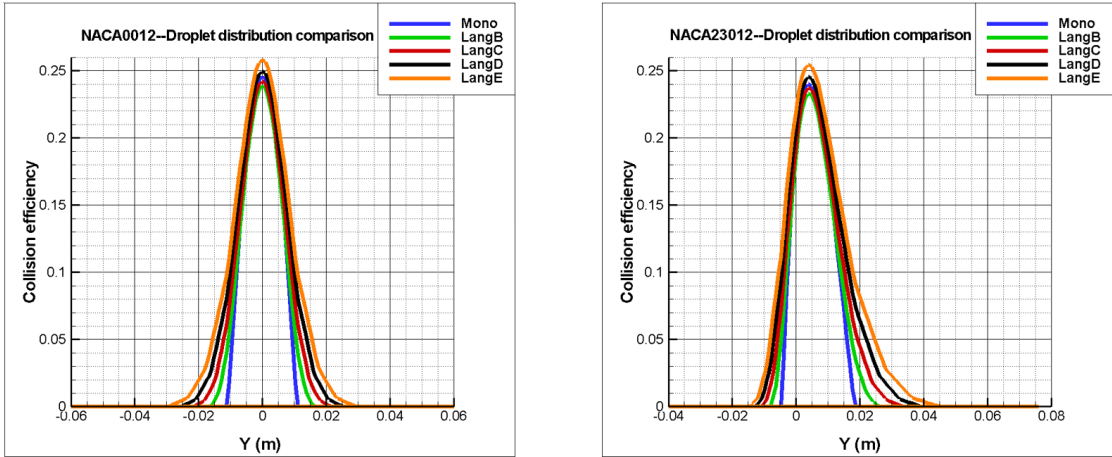 NACA0012--Droplet distribution comparison
Mono
LangB
LangC
LangD
LangE
Collision efficiency
0.25
0.2
0.15
0.1
0.05
0
-0.06
-0.04
-0.02
0
0.02
0.04
0.06
Y (m)
NACA23012--Droplet distribution comparison
Mono
LangB
LangC
LangD
LangE
Collision efficiency
0.25
0.2
0.15
0.1
0.05
0
-0.04
-0.02
0
0.02
0.04
0.06
0.08
Y (m)